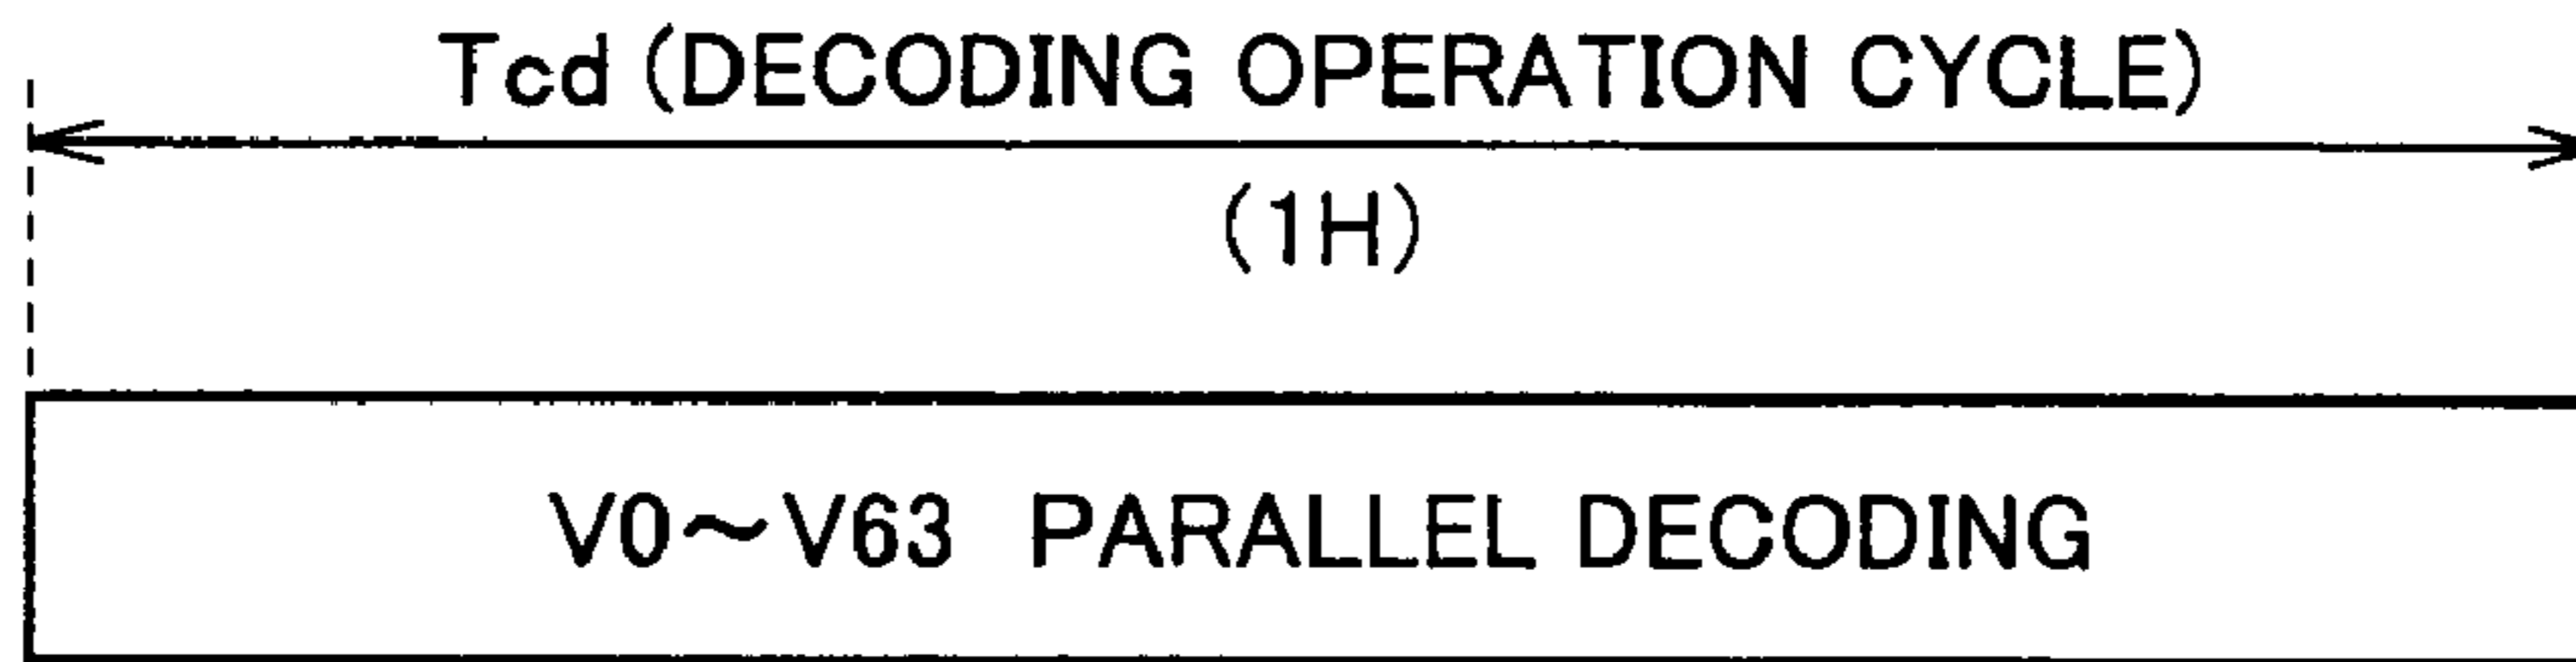 Tcd (DECODING OPERATION CYCLE)
(1H)
V0～V63 PARALLEL DECODING